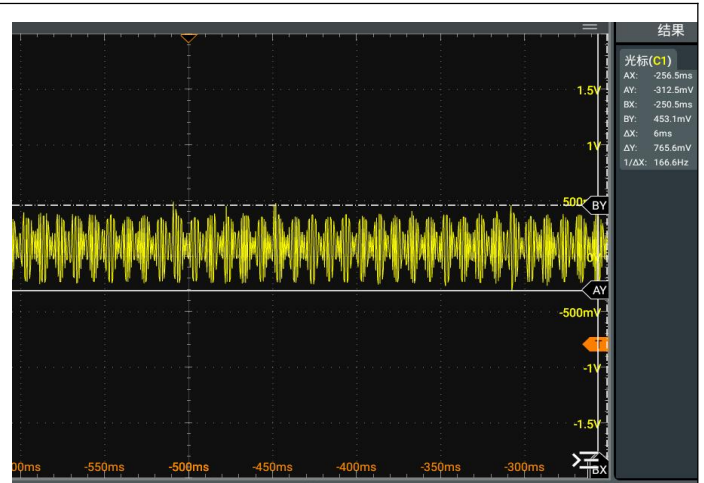 结果
光标(C1)
AX: -256.5ms
AY: -312.5mV
BX: -250.5ms
BY: 453.1mV
ΔX: 6ms
ΔY: 765.6mV
1/ΔX: 166.6Hz
1.5V
1V
500
BY
0
AY
-500mV
T
-1V
-1.5V
00ms -550ms -500ms -450ms -400ms -350ms -300ms
BX